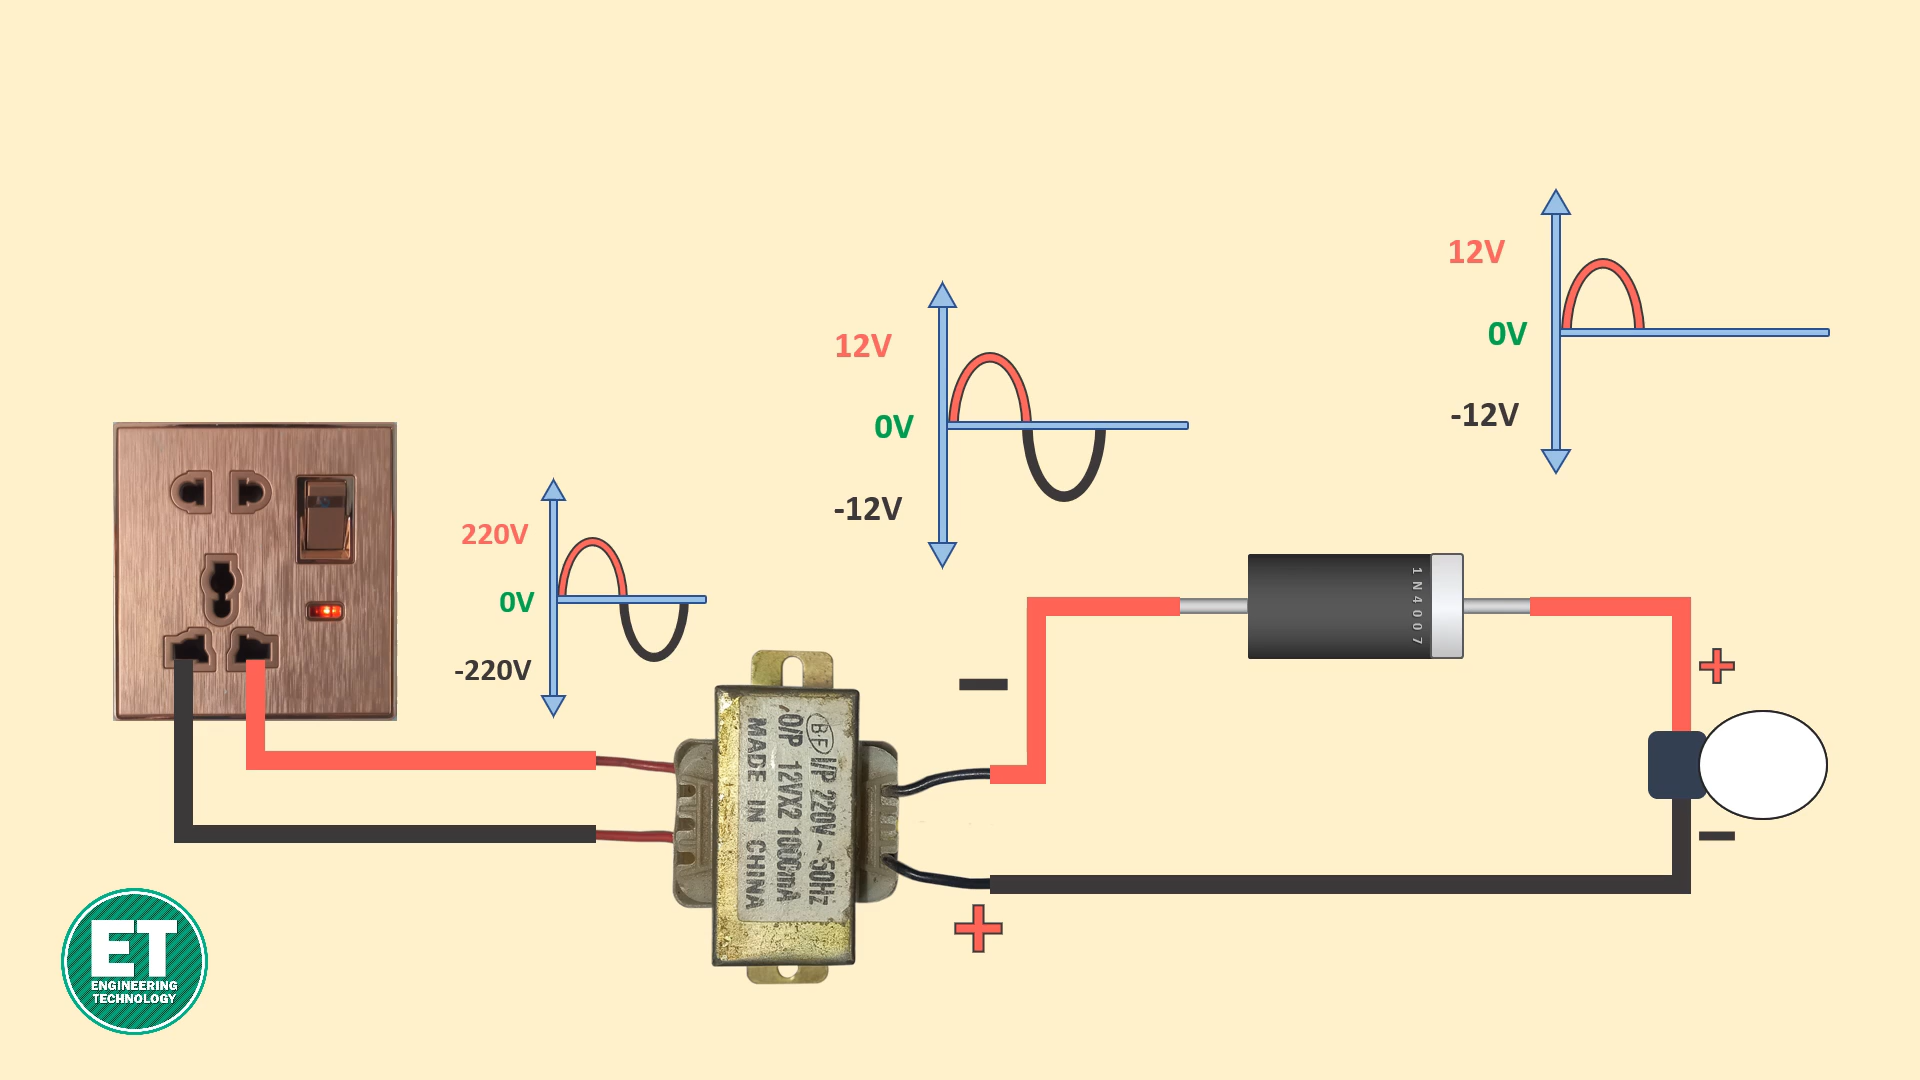 12V
0V
-12V
12V
0V
-12V
220V
0V
-220V
1N4007
B.F
I/P 220V ~ 50Hz
O/P 12VX2 1000mA
MADE IN CHINA
ET
ENGINEERING
TECHNOLOGY